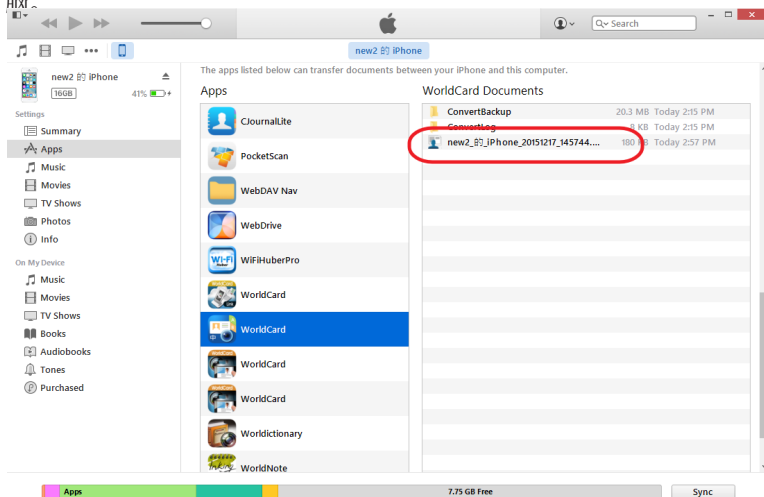 Search
new2 的 iPhone
new2 的 iPhone
16GB
41%
Settings
Summary
Apps
Music
Movies
TV Shows
Photos
Info
On My Device
Music
Movies
TV Shows
Books
Audiobooks
Tones
Purchased
The apps listed below can transfer documents between your iPhone and this computer.
Apps
CJournalLite
PocketScan
WebDAV Nav
WebDrive
WiFiHuberPro
WorldCard
WorldCard
WorldCard
WorldCard
Worldictionary
WorldNote
WorldCard Documents
ConvertBackup 20.3 MB Today 2:15 PM
ConvertLog 8 KB Today 2:15 PM
new2_的_iPhone_20151217_145744.... 180 KB Today 2:57 PM
Apps
7.75 GB Free
Sync